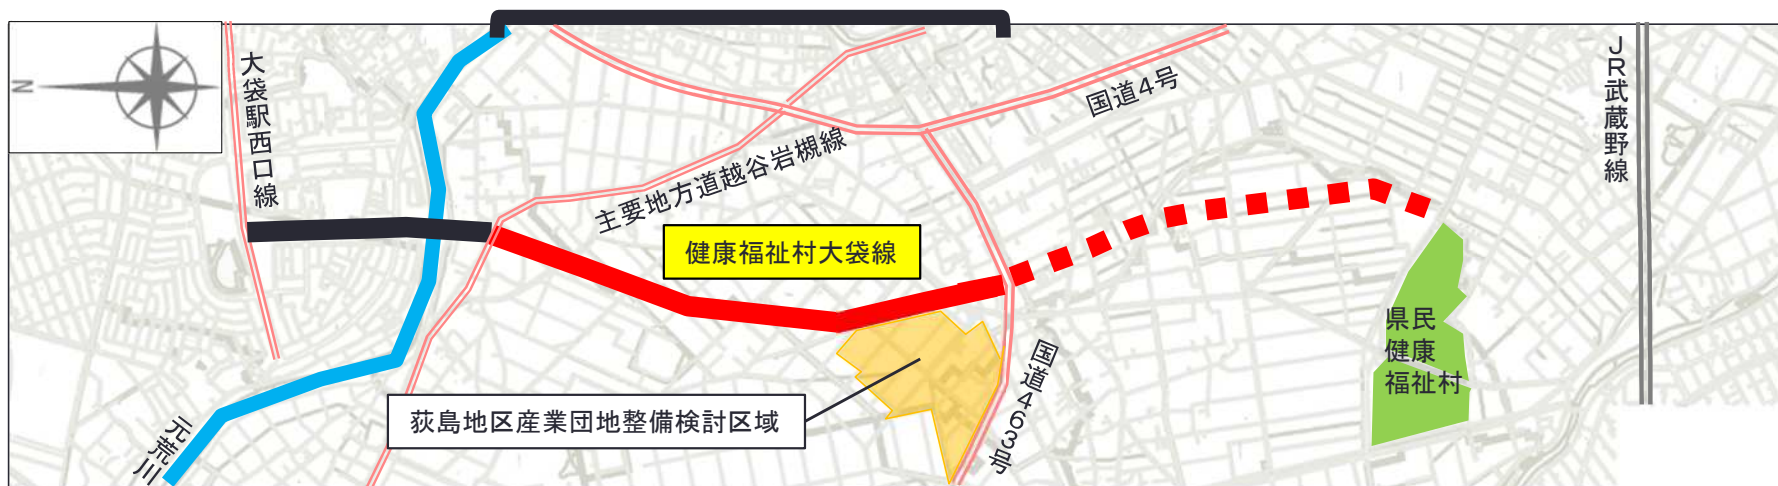 N
大袋駅西口線
国道4号
JR武蔵野線
主要地方道越谷岩槻線
健康福祉村大袋線
県民
健康
福祉村
国道463号
荻島地区産業団地整備検討区域
元荒川